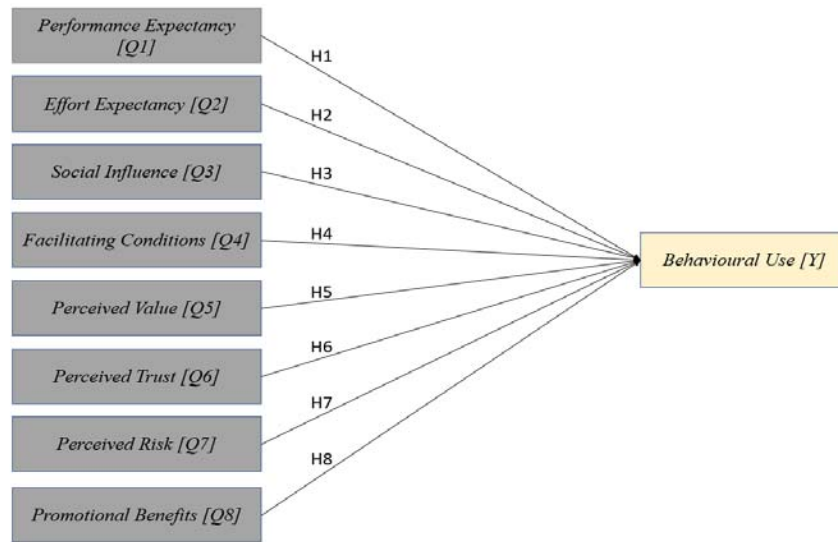 Performance Expectancy
[Q1]
H1
Effort Expectancy [Q2]
H2
Social Influence [Q3]
H3
Facilitating Conditions [Q4]
H4
Behavioural Use [Y]
Perceived Value [Q5]
H5
Perceived Trust [Q6]
H6
Perceived Risk [Q7]
H7
H8
Promotional Benefits [Q8]